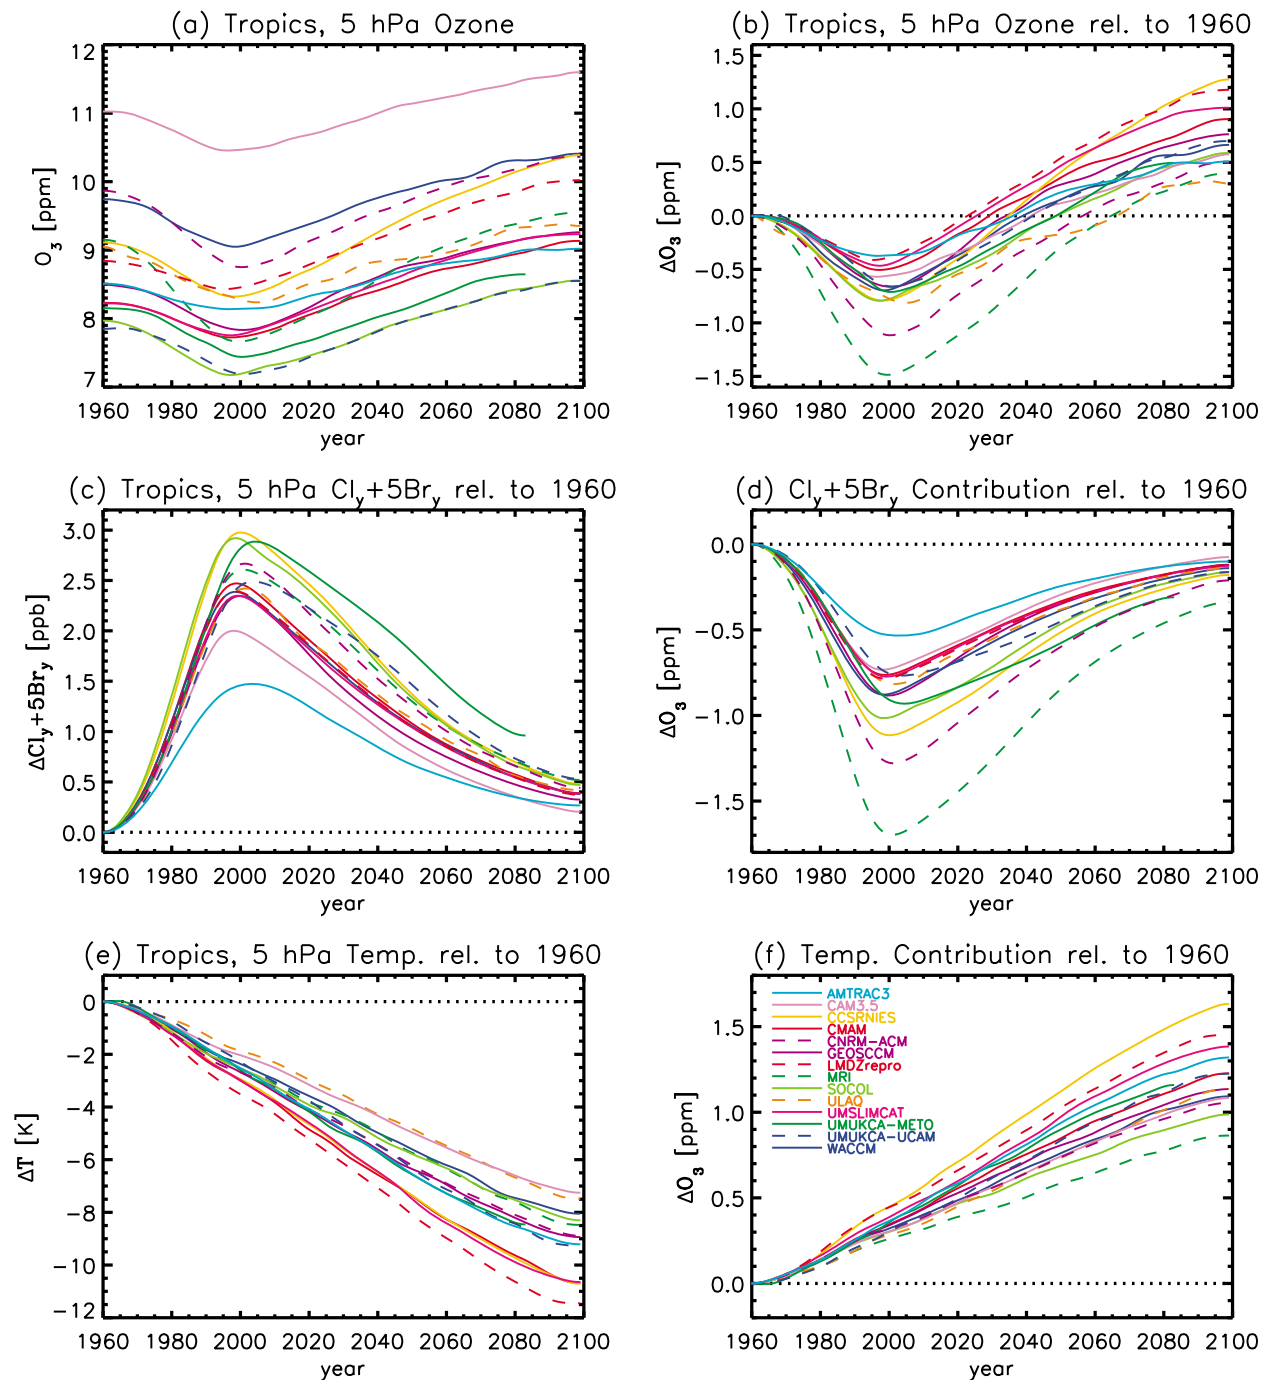 (a) Tropics, 5 hPa Ozone
12
11
10
9
8
7
O3 [ppm]
1960 1980 2000 2020 2040 2060 2080 2100
year
(b) Tropics, 5 hPa Ozone rel. to 1960
1.5
1.0
0.5
0.0
−0.5
−1.0
−1.5
ΔO3 [ppm]
1960 1980 2000 2020 2040 2060 2080 2100
year
(c) Tropics, 5 hPa Cly+5Bry rel. to 1960
3.0
2.5
2.0
1.5
1.0
0.5
0.0
ΔCly+5Bry [ppb]
1960 1980 2000 2020 2040 2060 2080 2100
year
(d) Cly+5Bry Contribution rel. to 1960
0.0
−0.5
−1.0
−1.5
ΔO3 [ppm]
1960 1980 2000 2020 2040 2060 2080 2100
year
(e) Tropics, 5 hPa Temp. rel. to 1960
0
−2
−4
−6
−8
−10
−12
ΔT [K]
1960 1980 2000 2020 2040 2060 2080 2100
year
(f) Temp. Contribution rel. to 1960
1.5
1.0
0.5
0.0
ΔO3 [ppm]
AMTRAC3
CAM3.5
CCSRNIES
CMAM
CNRM−ACM
GEOSCCM
LMDZrepro
MRI
SOCOL
ULAQ
UMSLIMCAT
UMUKCA−METO
UMUKCA−UCAM
WACCM
1960 1980 2000 2020 2040 2060 2080 2100
year